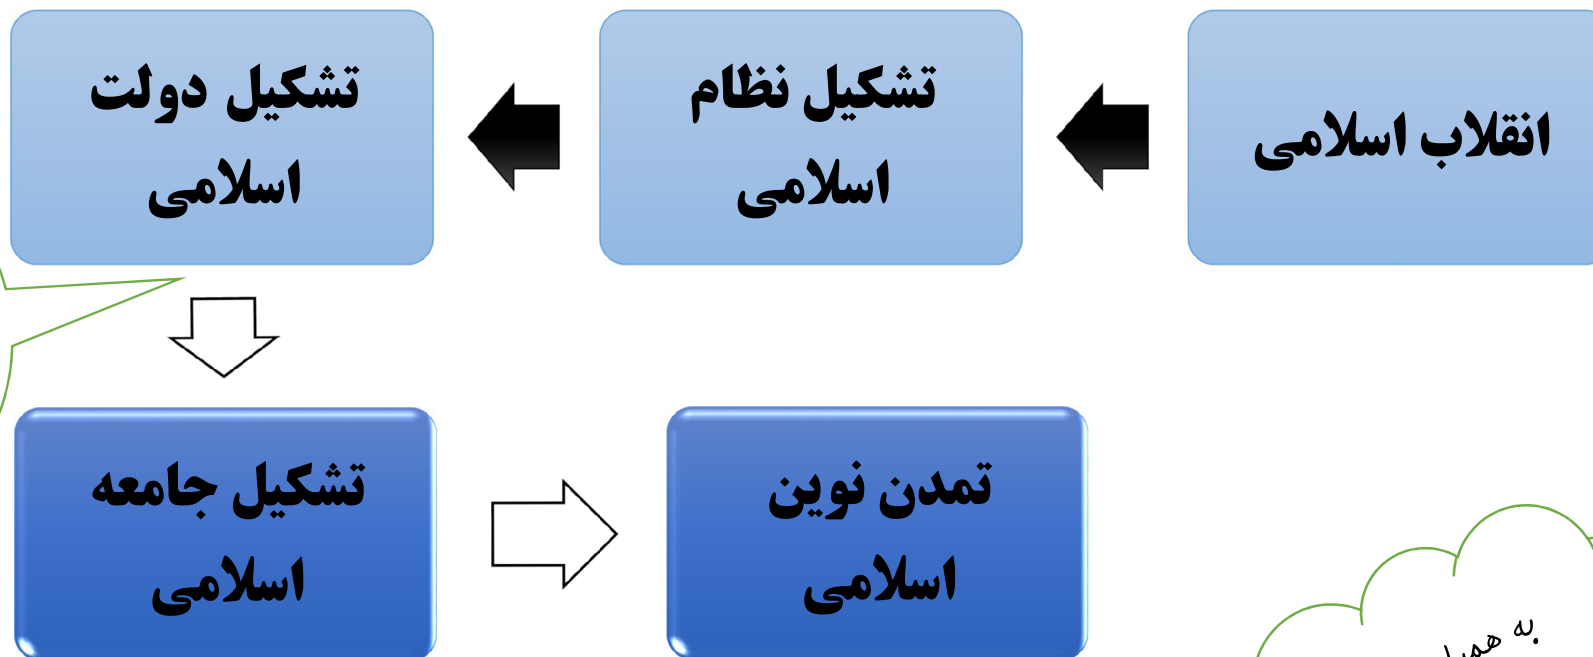 انقلاب اسلامی
تشکیل نظام
اسلامی
تشکیل دولت
اسلامی
تشکیل جامعه
اسلامی
تمدن نوین
اسلامی
به